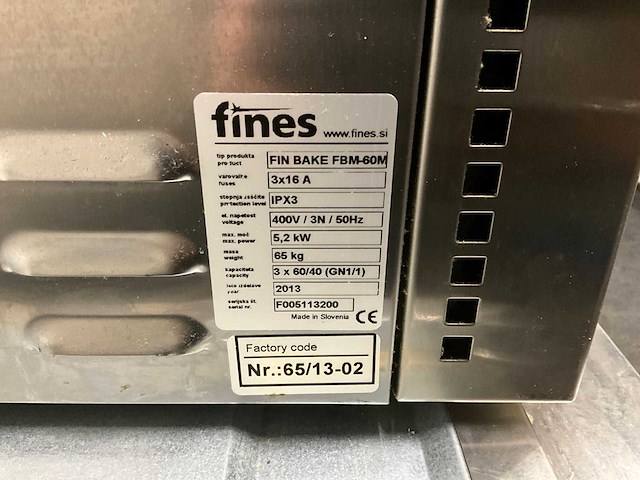 fines www.fines.si
tip produkta
product FIN BAKE FBM-60M
varovalke
fuses 3x16 A
stopnja zaščite
protection level IPX3
el. napetost
voltage 400V / 3N / 50Hz
max. moč
max. power 5,2 kW
masa
weight 65 kg
kapaciteta
capacity 3 x 60/40 (GN1/1)
leto izdelave
year 2013
serijska št.
serial nr. F005113200
Made in Slovenia CE
Factory code
Nr.:65/13-02